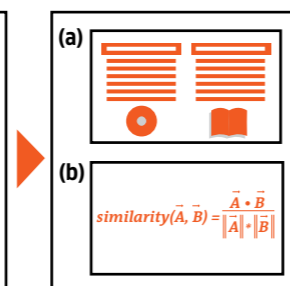 (a)
(b)
similarity(A⃗, B⃗) = A⃗ • B⃗ / ‖A⃗‖ * ‖B⃗‖